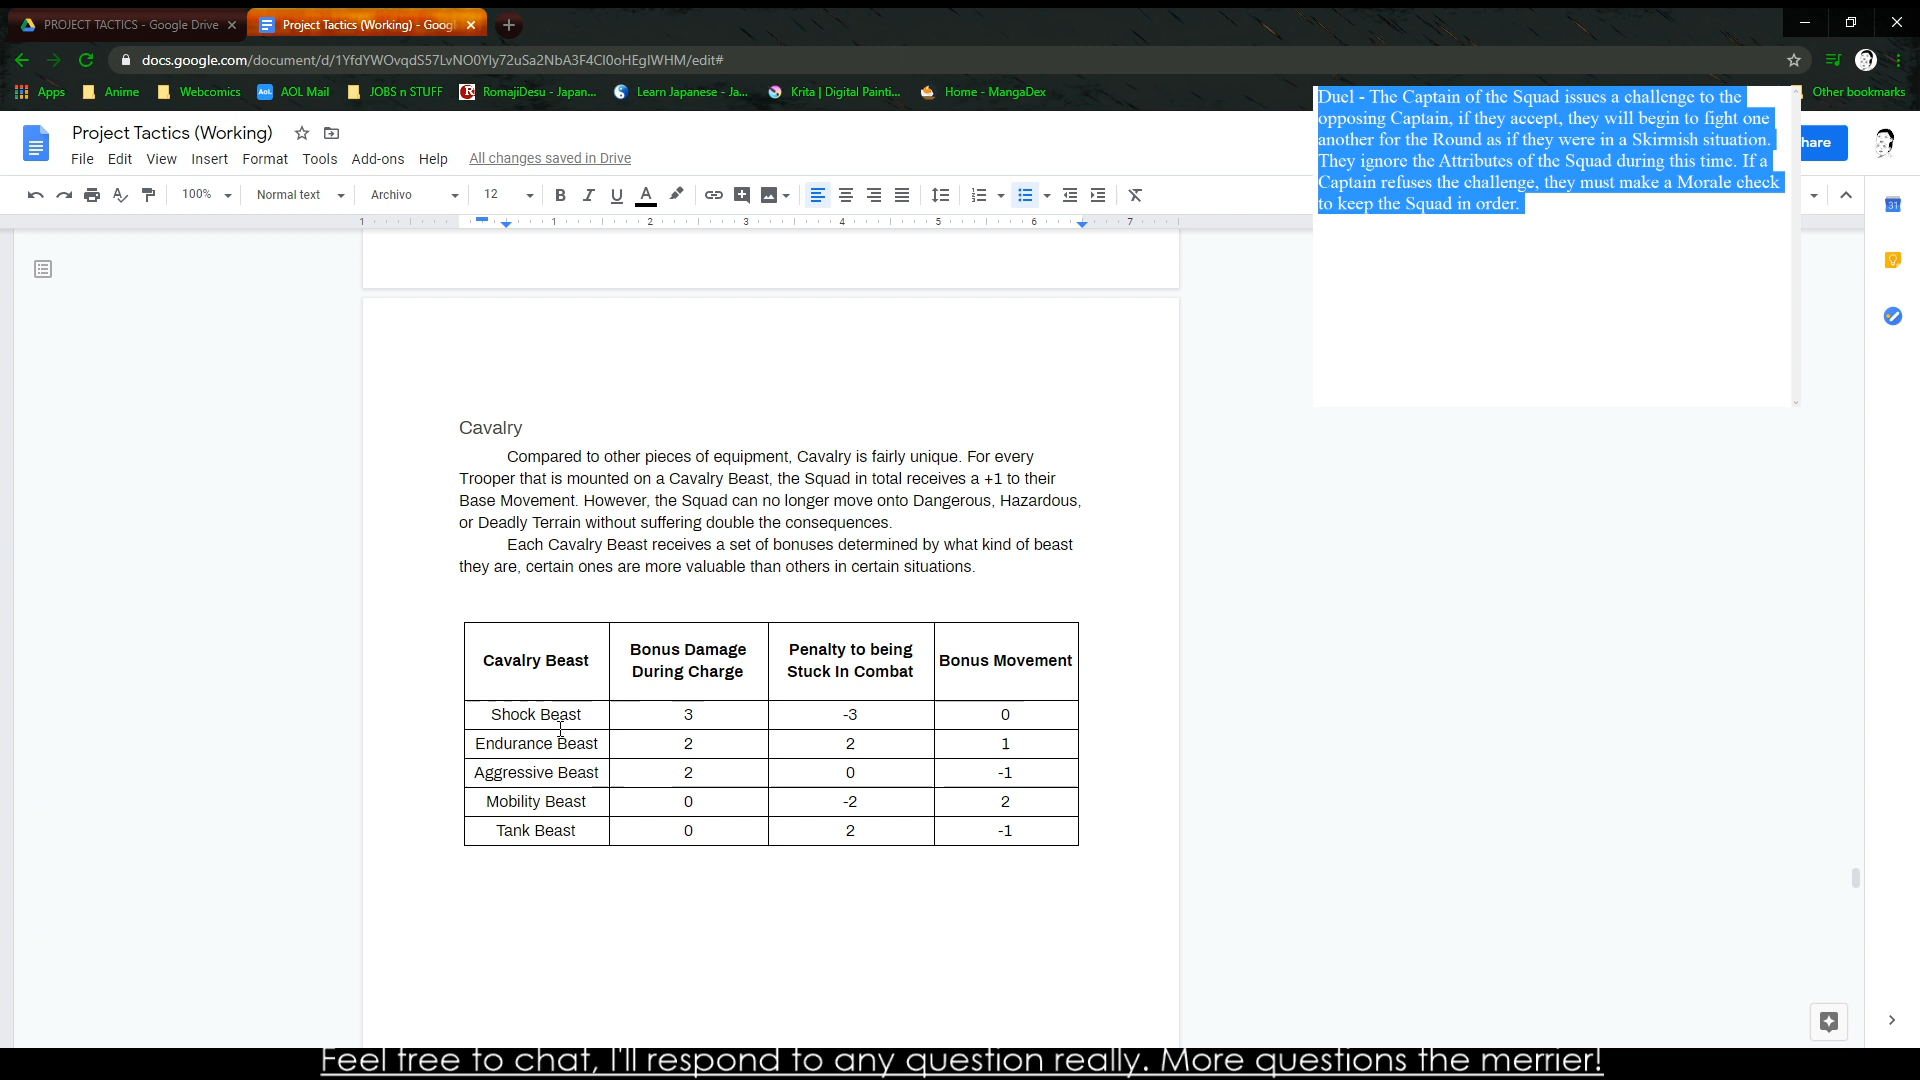 PROJECT TACTICS - Google Drive
Project Tactics (Working) - Goog
docs.google.com/document/d/1YfdYWOvqdS57LvNO0Yly72uSa2NbA3F4Cl0oHEglWHM/edit#
Apps Anime Webcomics AOL Mail JOBS n STUFF RomajiDesu - Japan... Learn Japanese - Ja... Krita | Digital Painti... Home - MangaDex Other bookmarks
Project Tactics (Working)
File Edit View Insert Format Tools Add-ons Help All changes saved in Drive
hare
100% Normal text Archivo 12
Duel - The Captain of the Squad issues a challenge to the
opposing Captain, if they accept, they will begin to fight one
another for the Round as if they were in a Skirmish situation.
They ignore the Attributes of the Squad during this time. If a
Captain refuses the challenge, they must make a Morale check
to keep the Squad in order.
1 1 2 3 4 5 6 7
31
Cavalry
Compared to other pieces of equipment, Cavalry is fairly unique. For every
Trooper that is mounted on a Cavalry Beast, the Squad in total receives a +1 to their
Base Movement. However, the Squad can no longer move onto Dangerous, Hazardous,
or Deadly Terrain without suffering double the consequences.
Each Cavalry Beast receives a set of bonuses determined by what kind of beast
they are, certain ones are more valuable than others in certain situations.
Cavalry Beast Bonus Damage During Charge Penalty to being Stuck In Combat Bonus Movement
Shock Beast 3 -3 0
Endurance Beast 2 2 1
Aggressive Beast 2 0 -1
Mobility Beast 0 -2 2
Tank Beast 0 2 -1
Feel free to chat, I'll respond to any question really. More questions the merrier!